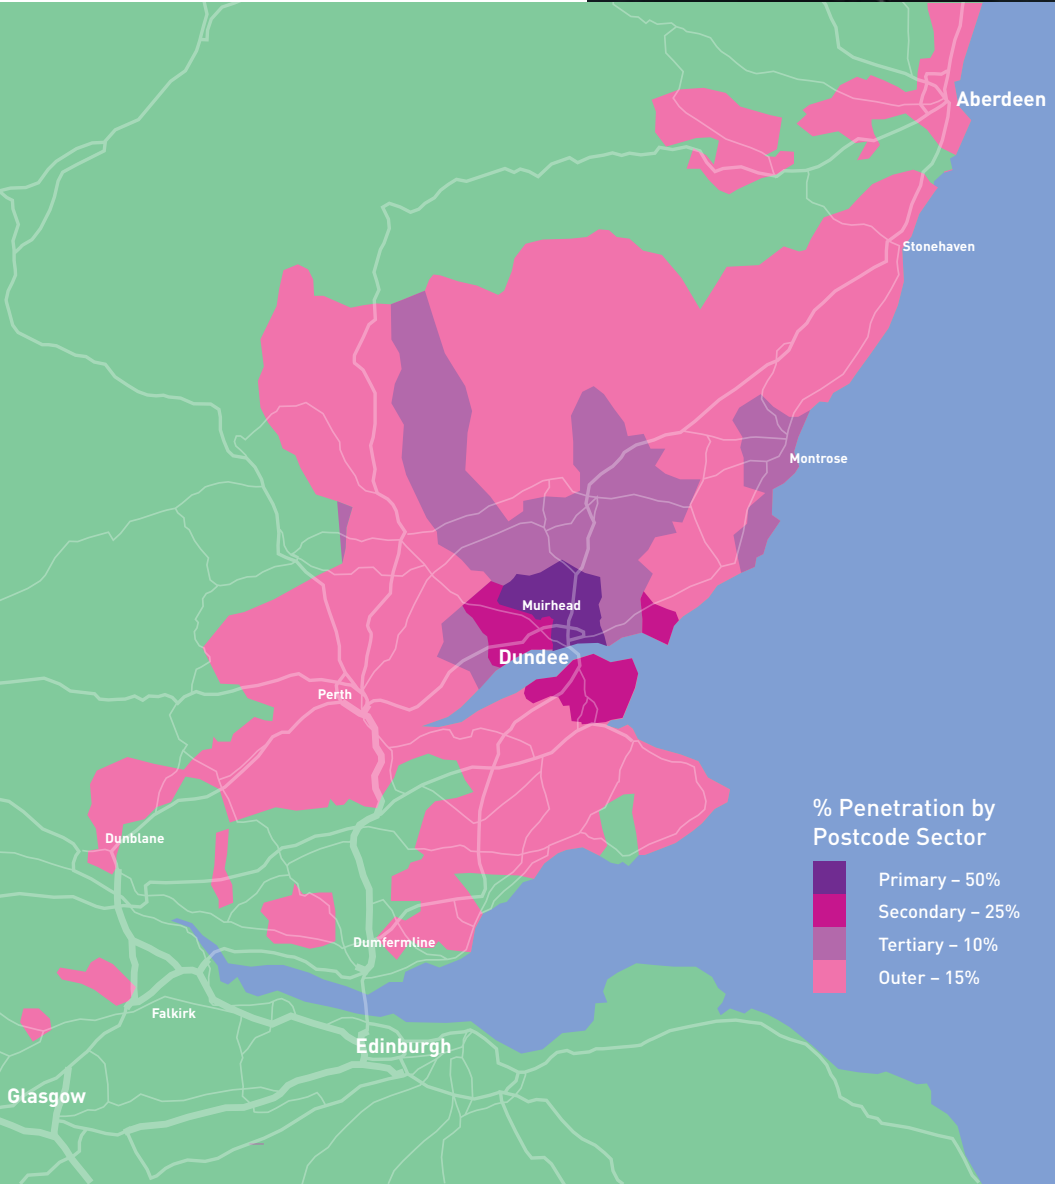 Aberdeen
Stonehaven
Montrose
Muirhead
Dundee
Perth
% Penetration by
Postcode Sector
Primary – 50%
Secondary – 25%
Tertiary – 10%
Outer – 15%
Dunblane
Dumfermline
Falkirk
Edinburgh
Glasgow